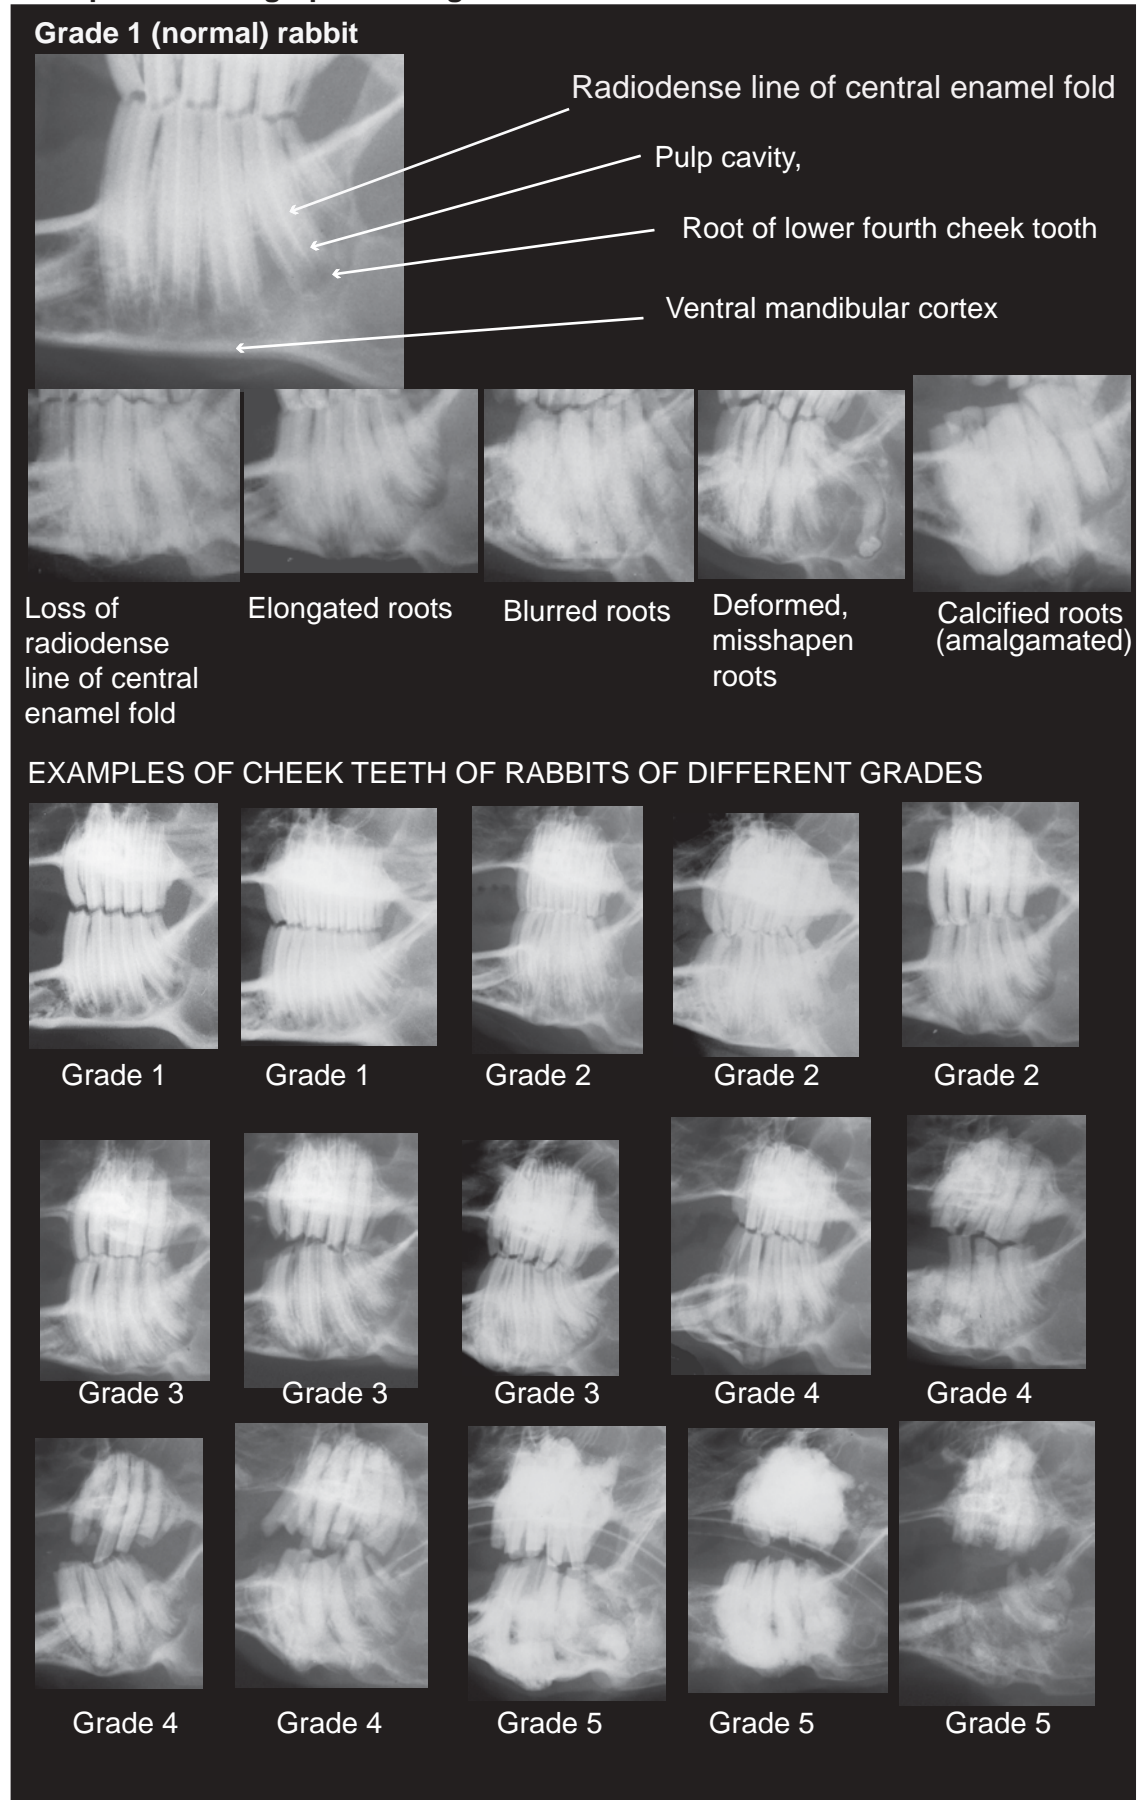 Grade 1 (normal) rabbit
Radiodense line of central enamel fold
Pulp cavity,
Root of lower fourth cheek tooth
Ventral mandibular cortex
Loss of
radiodense
line of central
enamel fold
Elongated roots
Blurred roots
Deformed,
misshapen
roots
Calcified roots
(amalgamated)
EXAMPLES OF CHEEK TEETH OF RABBITS OF DIFFERENT GRADES
Grade 1 Grade 1 Grade 2 Grade 2 Grade 2
Grade 3 Grade 3 Grade 3 Grade 4 Grade 4
Grade 4 Grade 4 Grade 5 Grade 5 Grade 5